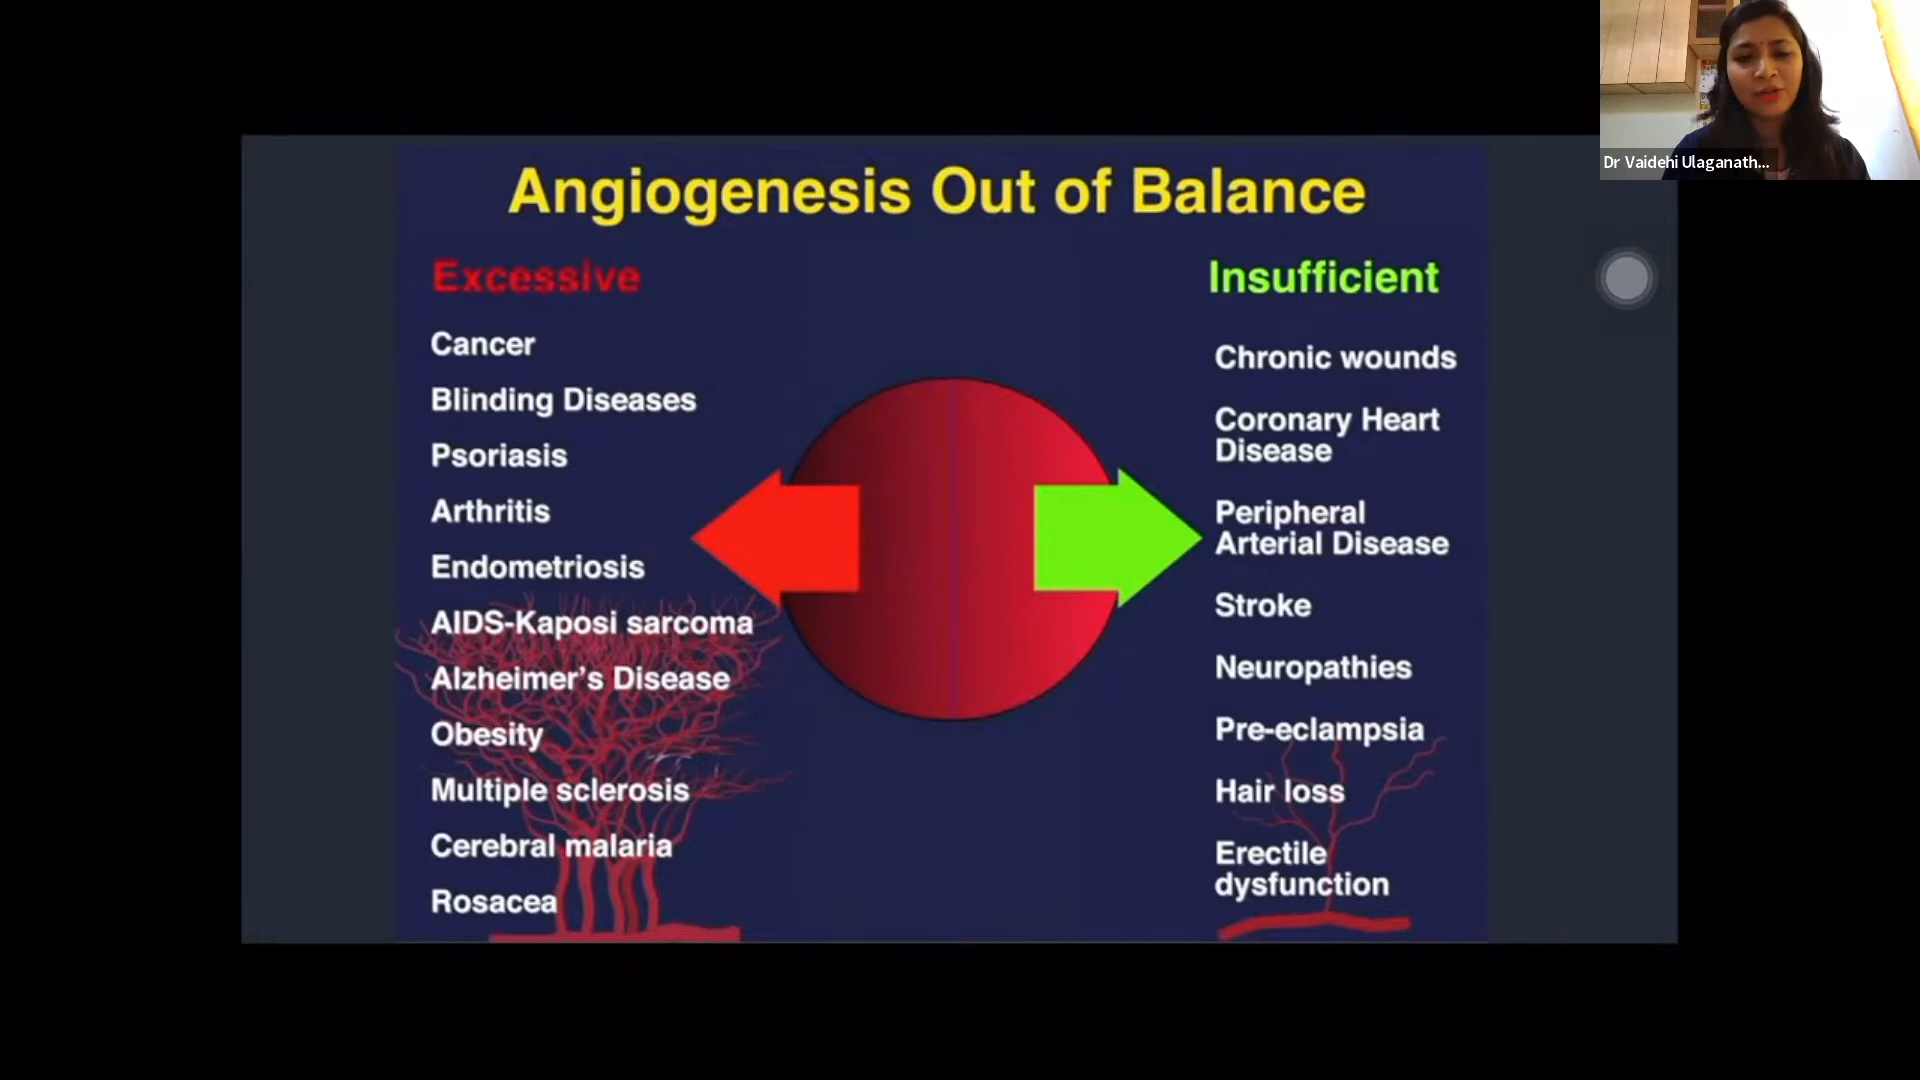 Dr Vaidehi Ulaganath...
Angiogenesis Out of Balance
Excessive
Cancer
Blinding Diseases
Psoriasis
Arthritis
Endometriosis
AIDS-Kaposi sarcoma
Alzheimer's Disease
Obesity
Multiple sclerosis
Cerebral malaria
Rosacea
Insufficient
Chronic wounds
Coronary Heart
Disease
Peripheral
Arterial Disease
Stroke
Neuropathies
Pre-eclampsia
Hair loss
Erectile
dysfunction